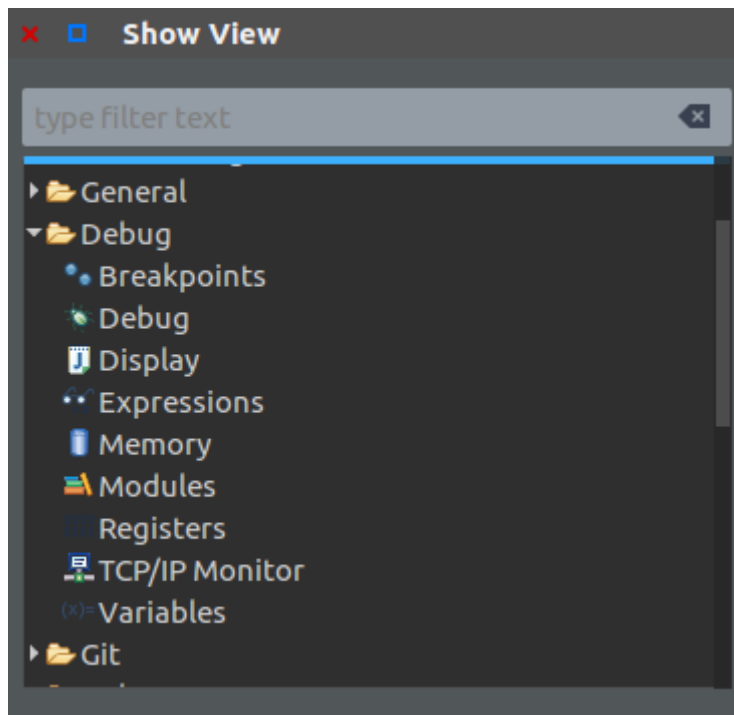 Show View
type filter text
General
Debug
Breakpoints
Debug
Display
Expressions
Memory
Modules
Registers
TCP/IP Monitor
(x)= Variables
Git